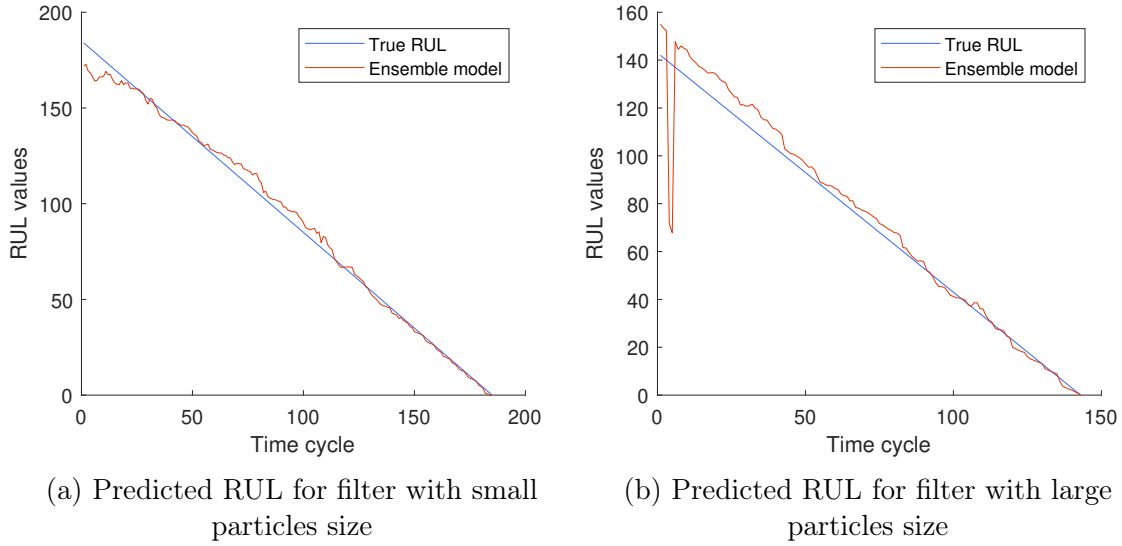 200
150
100
50
0
RUL values
0
50
100
150
200
Time cycle
True RUL
Ensemble model
(a) Predicted RUL for filter with small
particles size
160
140
120
100
80
60
40
20
0
RUL values
0
50
100
150
Time cycle
True RUL
Ensemble model
(b) Predicted RUL for filter with large
particles size